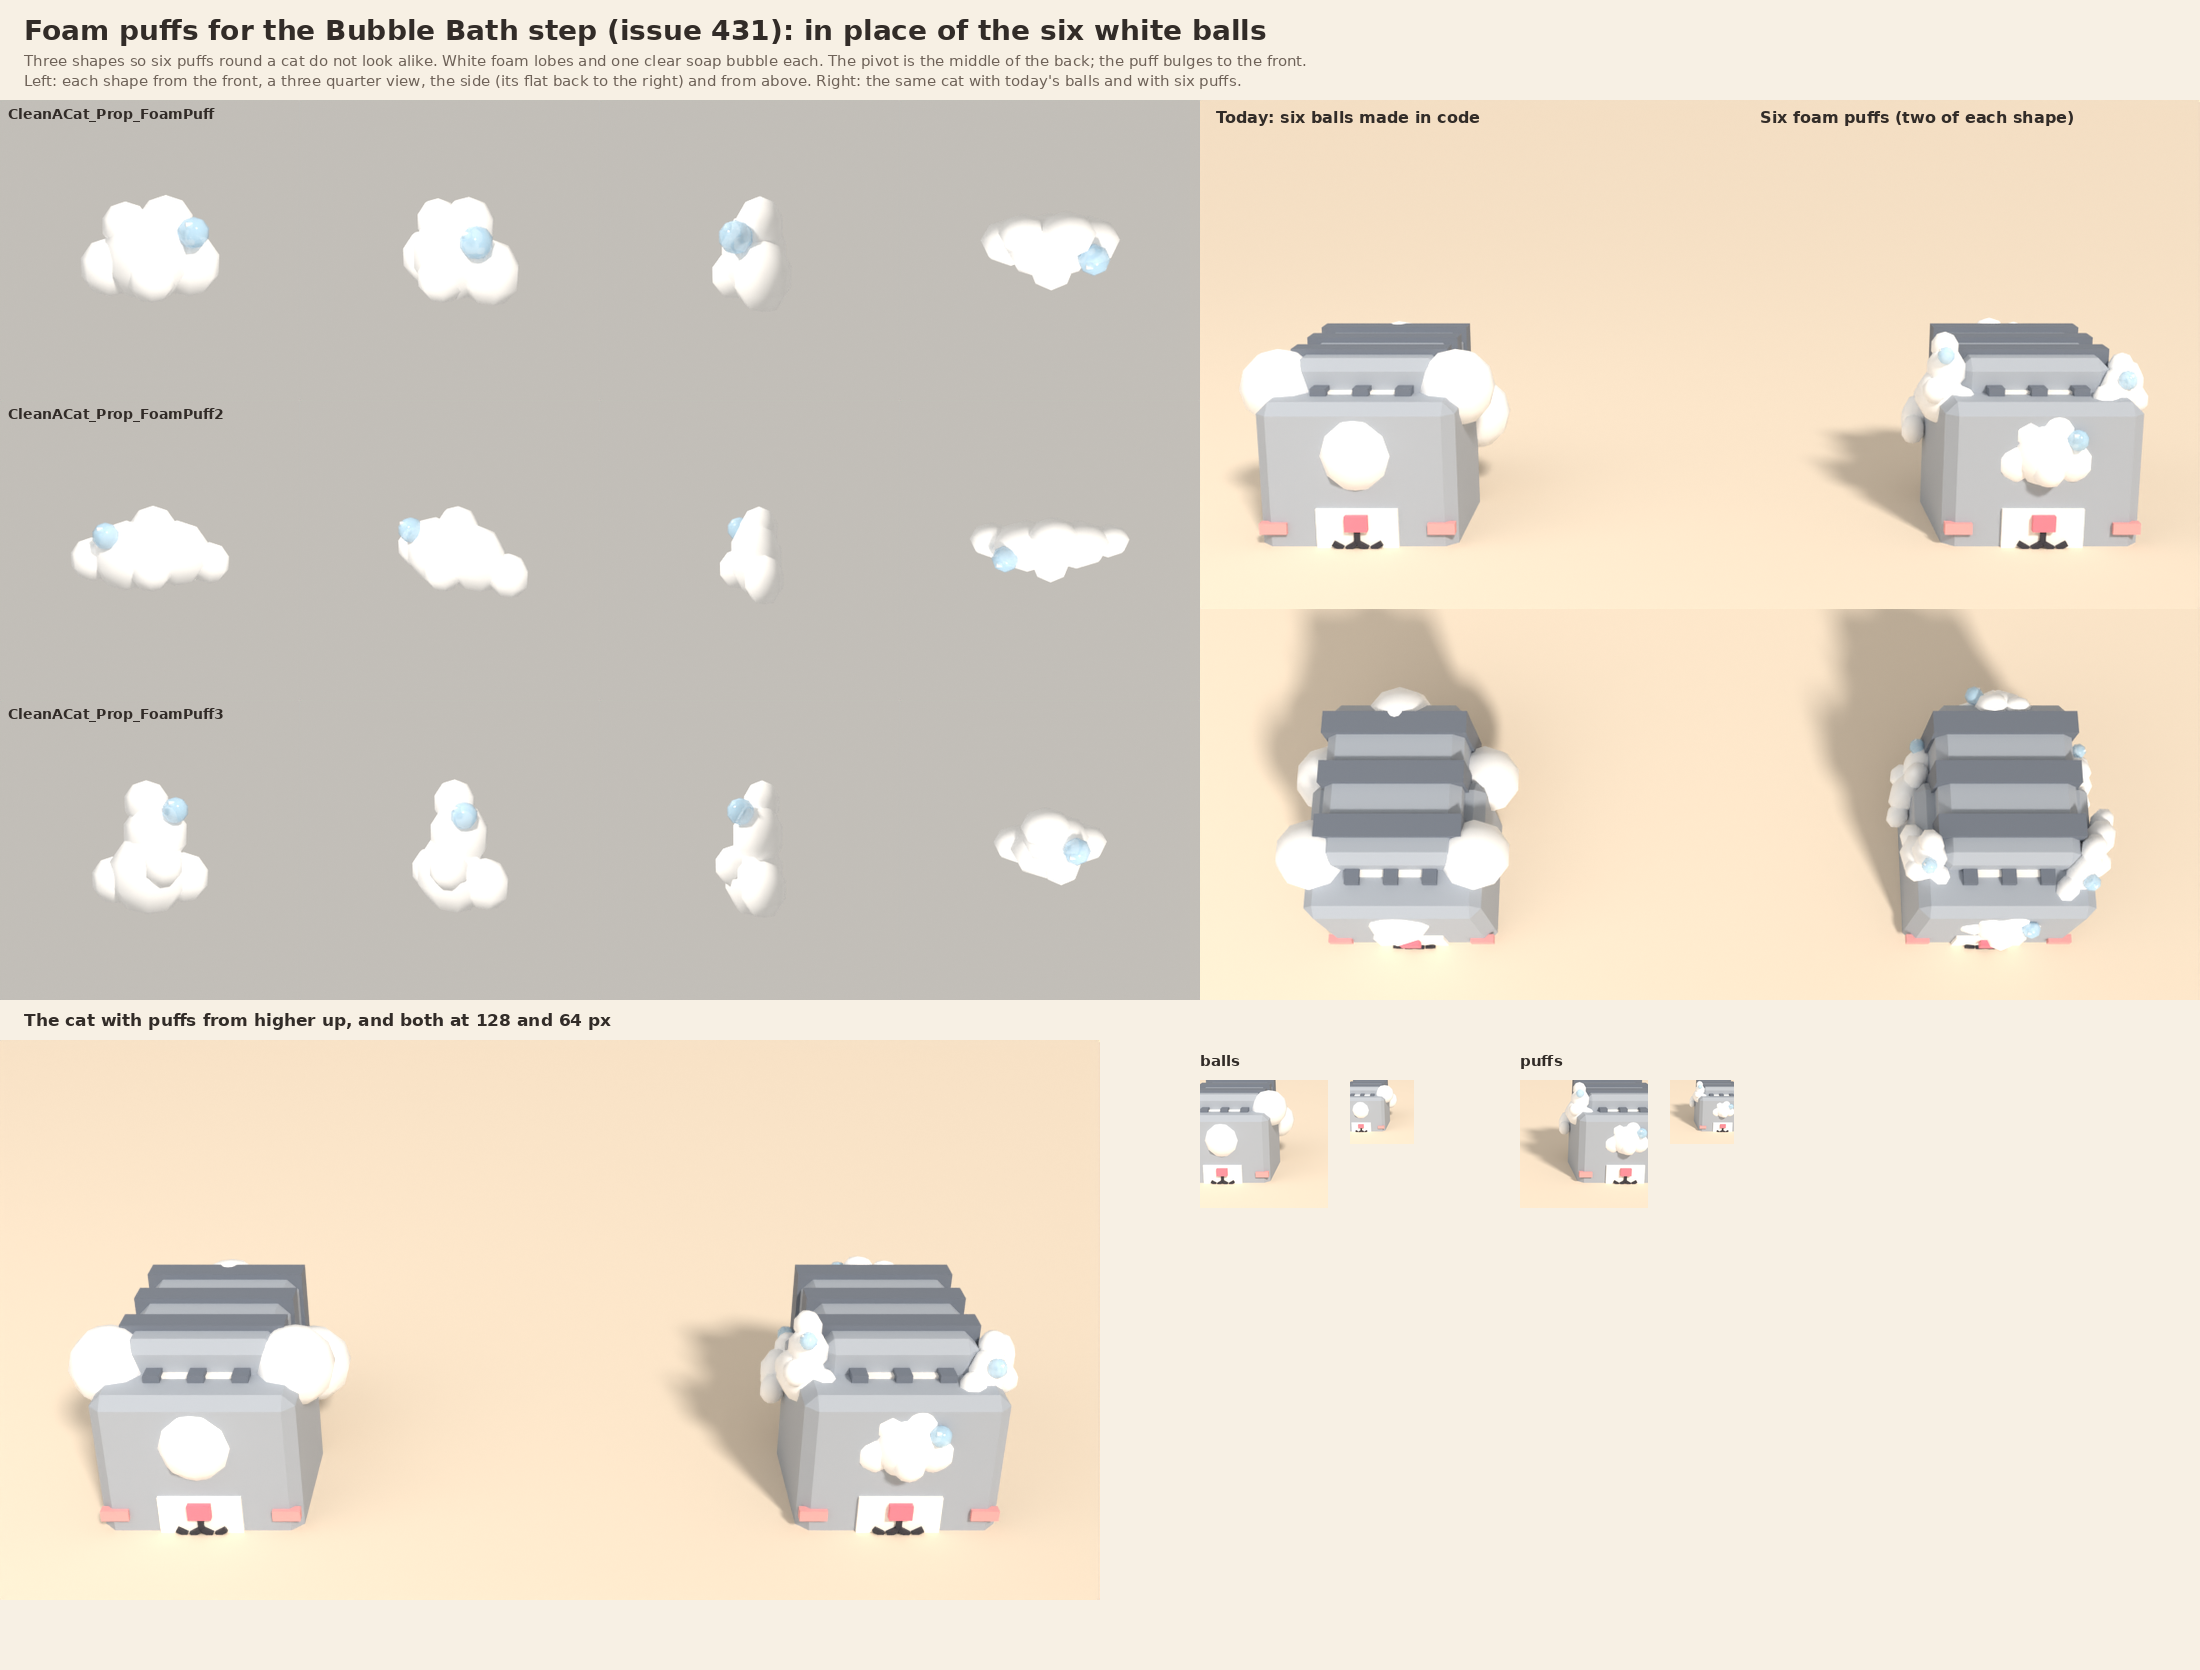 Foam puffs for the Bubble Bath step (issue 431): in place of the six white balls
Three shapes so six puffs round a cat do not look alike. White foam lobes and one clear soap bubble each. The pivot is the middle of the back; the puff bulges to the front.
Left: each shape from the front, a three quarter view, the side (its flat back to the right) and from above. Right: the same cat with today's balls and with six puffs.
CleanACat_Prop_FoamPuff
Today: six balls made in code
Six foam puffs (two of each shape)
CleanACat_Prop_FoamPuff2
CleanACat_Prop_FoamPuff3
The cat with puffs from higher up, and both at 128 and 64 px
balls
puffs